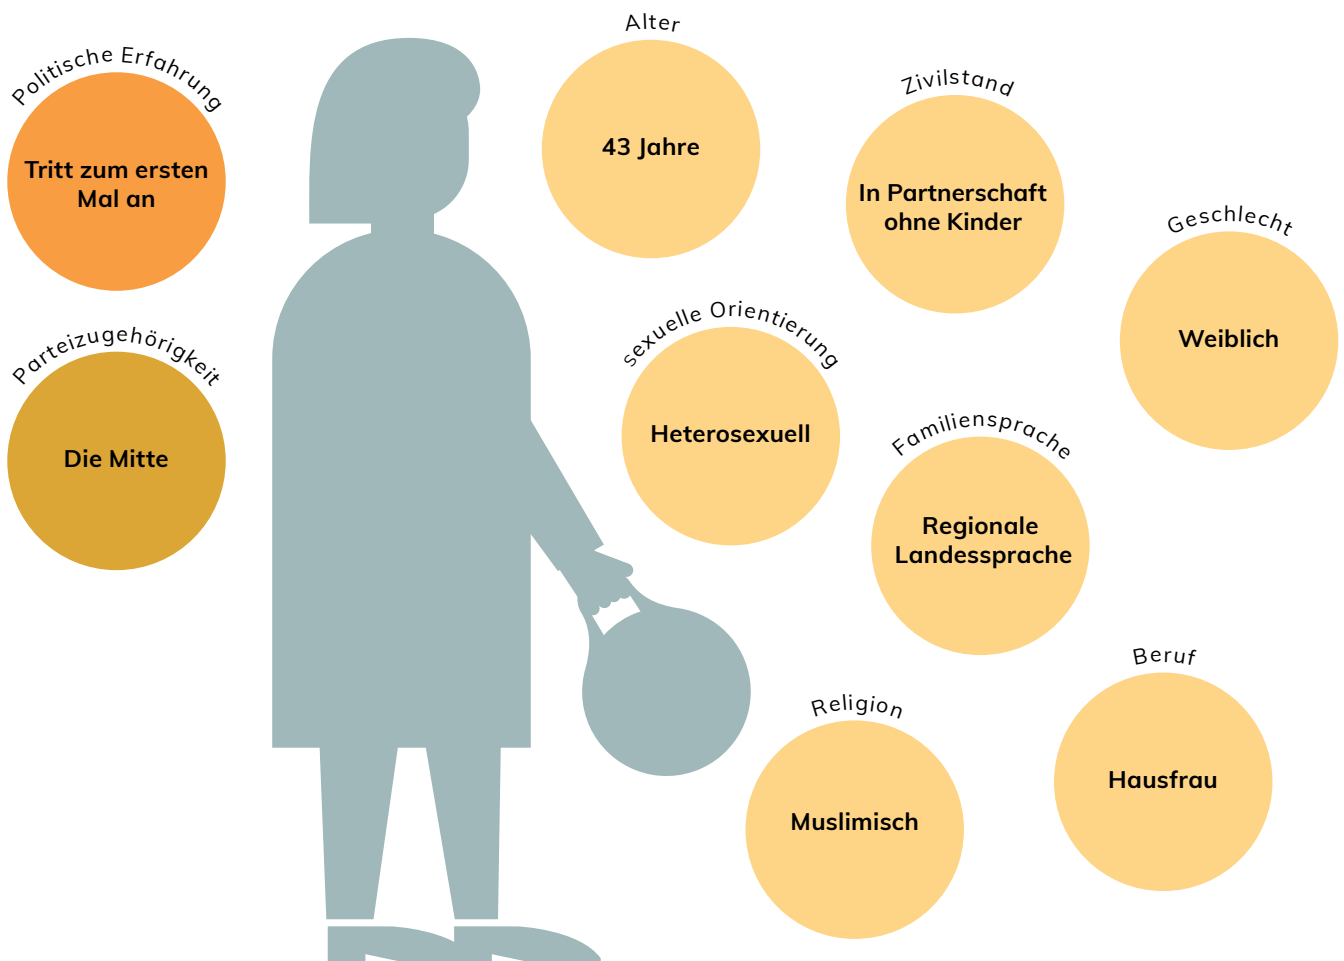 Politische Erfahrung
Tritt zum ersten
Mal an
Parteizugehörigkeit
Die Mitte
Alter
43 Jahre
Zivilstand
In Partnerschaft
ohne Kinder
Geschlecht
Weiblich
sexuelle Orientierung
Heterosexuell
Familiensprache
Regionale
Landessprache
Religion
Muslimisch
Beruf
Hausfrau